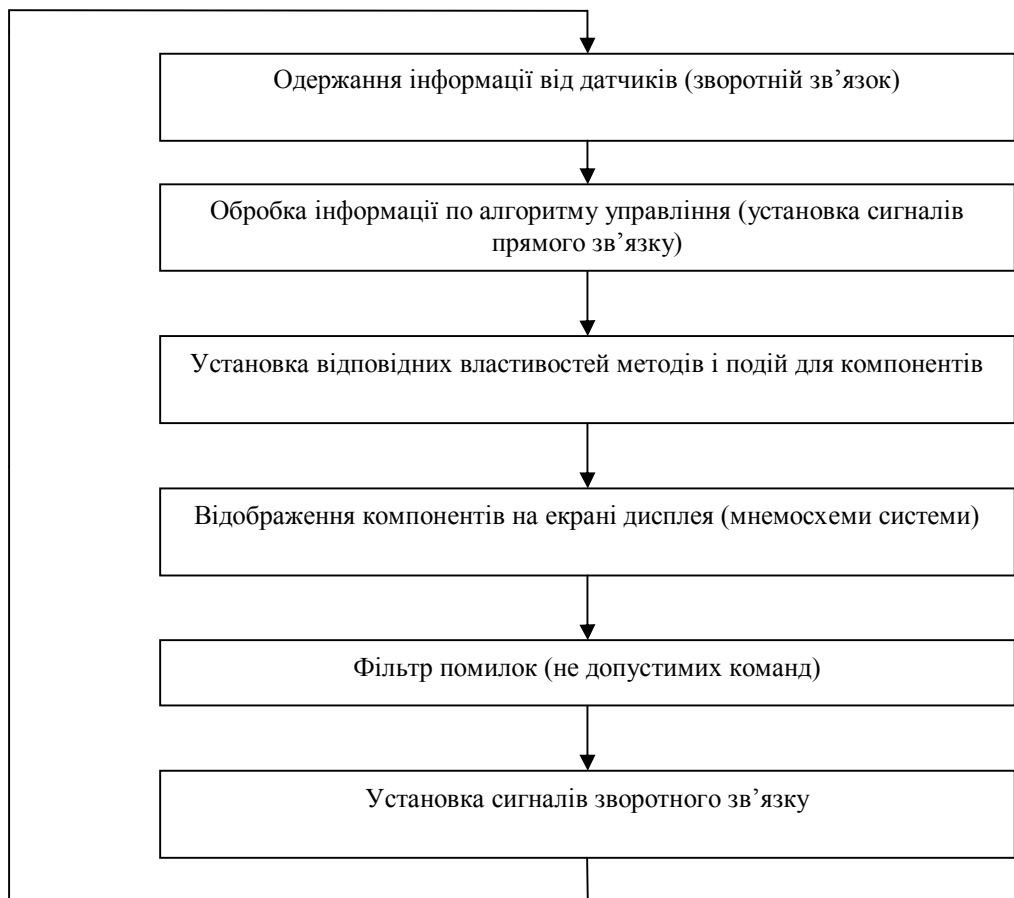 Одержання інформації від датчиків (зворотній зв’язок)
Обробка інформації по алгоритму управління (установка сигналів
прямого зв’язку)
Установка відповідних властивостей методів і подій для компонентів
Відображення компонентів на екрані дисплея (мнемосхеми системи)
Фільтр помилок (не допустимих команд)
Установка сигналів зворотного зв’язку